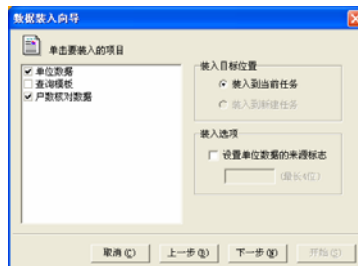 数据装入向导
单击要装入的项目
单位数据
查询模板
户数核对数据
装入目标位置
装入到当前任务
装入到新建任务
装入选项
设置单位数据的来源标志
(最长4位)
取消(C)
上一步(B)
下一步(N)
开始(S)